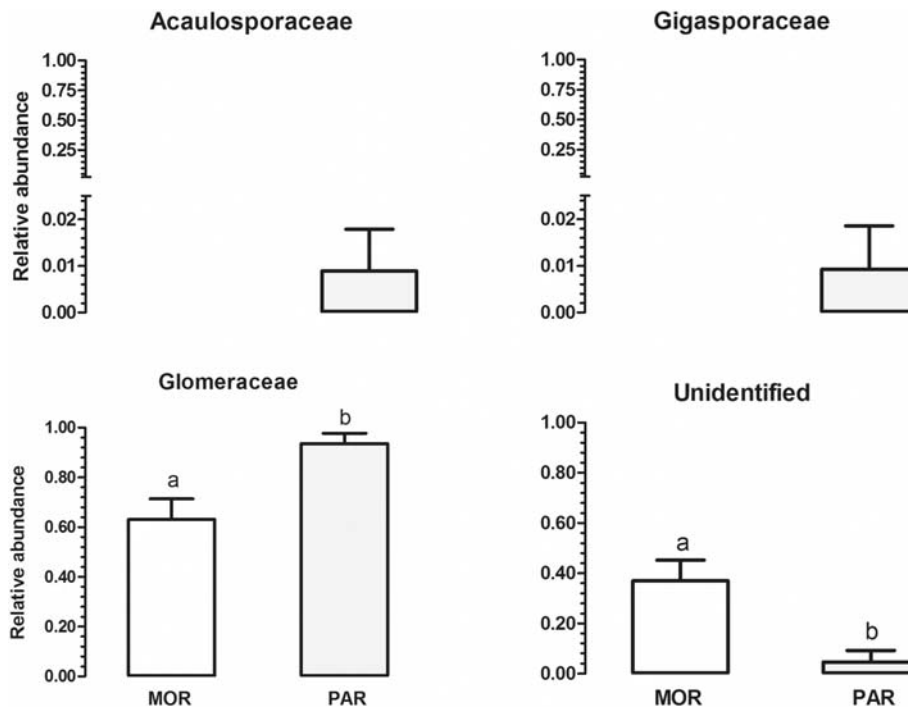 Acaulosporaceae
Relative abundance
1.00
0.75
0.50
0.25
0.02
0.01
0.00
Gigasporaceae
1.00
0.75
0.50
0.25
0.02
0.01
0.00
Glomeraceae
Relative abundance
1.00
0.80
0.60
0.40
0.20
0.00
a
b
MOR PAR
Unidentified
1.00
0.80
0.60
0.40
0.20
0.00
a
b
MOR PAR